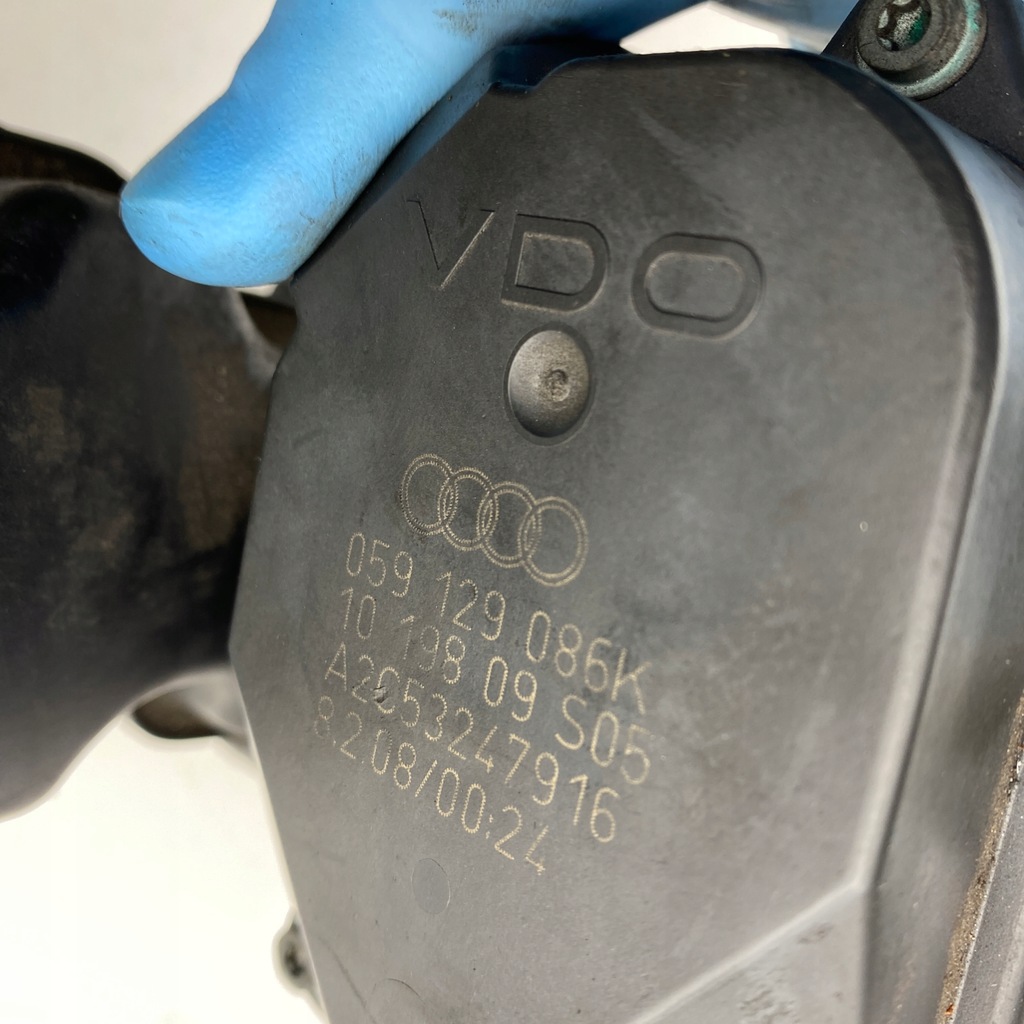 VDO
059 129 086K
10 198 09 S05
A2C53247916
8.2.08/00:24